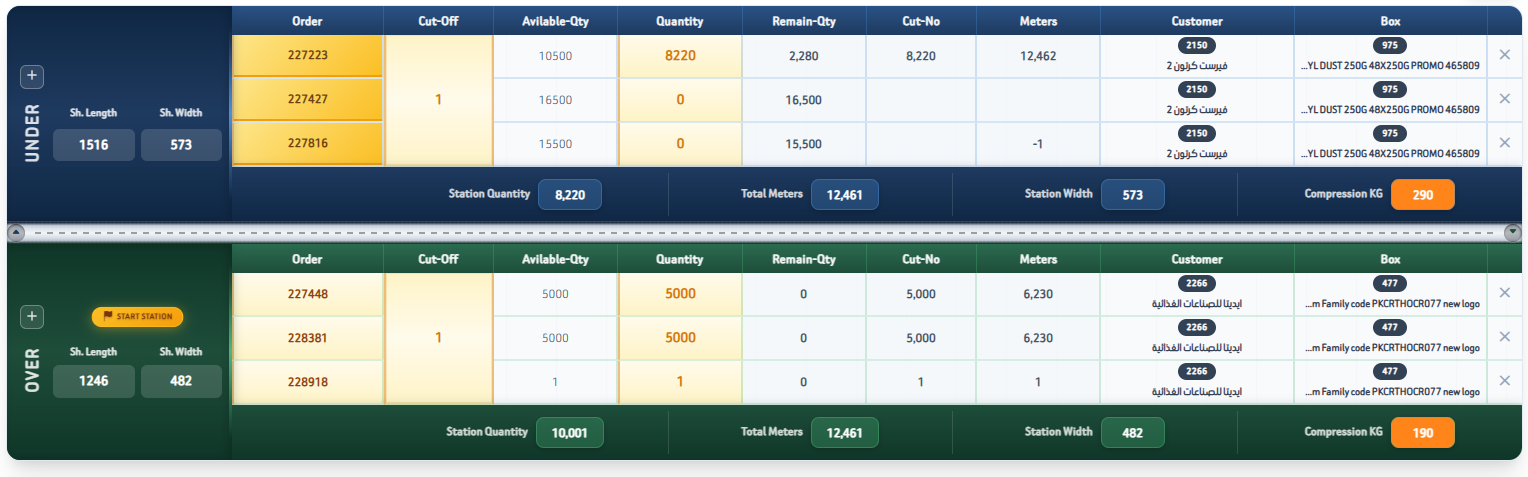 Order Cut-Off Avilable-Qty Quantity Remain-Qty Cut-No Meters Customer Box
227223 1 10500 8220 2,280 8,220 12,462 2150 فيرست كرتون 2 975 ...YL DUST 250G 48X250G PROMO 465809 ×
227427 16500 0 16,500 2150 فيرست كرتون 2 975 ...YL DUST 250G 48X250G PROMO 465809 ×
227816 15500 0 15,500 -1 2150 فيرست كرتون 2 975 ...YL DUST 250G 48X250G PROMO 465809 ×
+
UNDER
Sh. Length Sh. Width
1516 573
Station Quantity 8,220 Total Meters 12,461 Station Width 573 Compression KG 290
Order Cut-Off Avilable-Qty Quantity Remain-Qty Cut-No Meters Customer Box
227448 1 5000 5000 0 5,000 6,230 2266 ايديتا للصناعات الغذائية 477 ...m Family code PKCRTHOCR077 new logo ×
228381 5000 5000 0 5,000 6,230 2266 ايديتا للصناعات الغذائية 477 ...m Family code PKCRTHOCR077 new logo ×
228918 1 1 0 1 1 2266 ايديتا للصناعات الغذائية 477 ...m Family code PKCRTHOCR077 new logo ×
+
START STATION
OVER
Sh. Length Sh. Width
1246 482
Station Quantity 10,001 Total Meters 12,461 Station Width 482 Compression KG 190